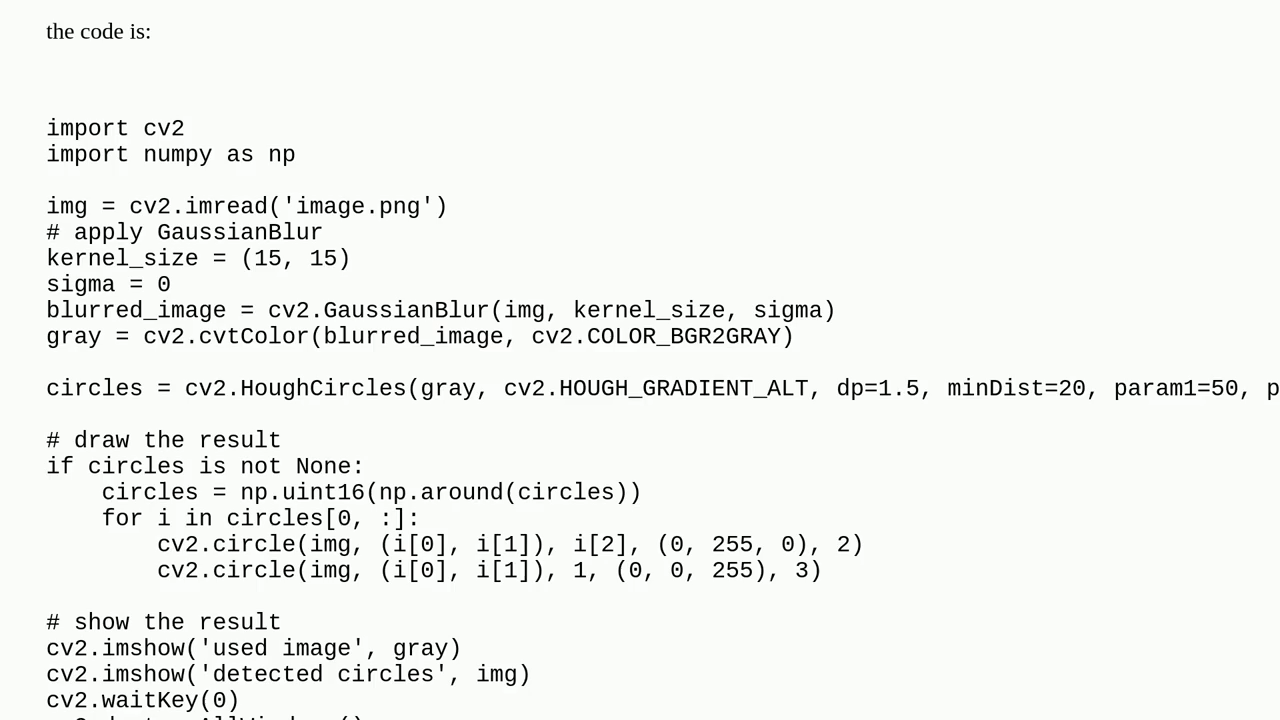 the code is:
import cv2
import numpy as np
img = cv2.imread('image.png')
# apply GaussianBlur
kernel_size = (15, 15)
sigma = 0
blurred_image = cv2.GaussianBlur(img, kernel_size, sigma)
gray = cv2.cvtColor(blurred_image, cv2.COLOR_BGR2GRAY)
circles = cv2.HoughCircles(gray, cv2.HOUGH_GRADIENT_ALT, dp=1.5, minDist=20, param1=50, p
# draw the result
if circles is not None:
    circles = np.uint16(np.around(circles))
    for i in circles[0, :]:
        cv2.circle(img, (i[0], i[1]), i[2], (0, 255, 0), 2)
        cv2.circle(img, (i[0], i[1]), 1, (0, 0, 255), 3)
# show the result
cv2.imshow('used image', gray)
cv2.imshow('detected circles', img)
cv2.waitKey(0)